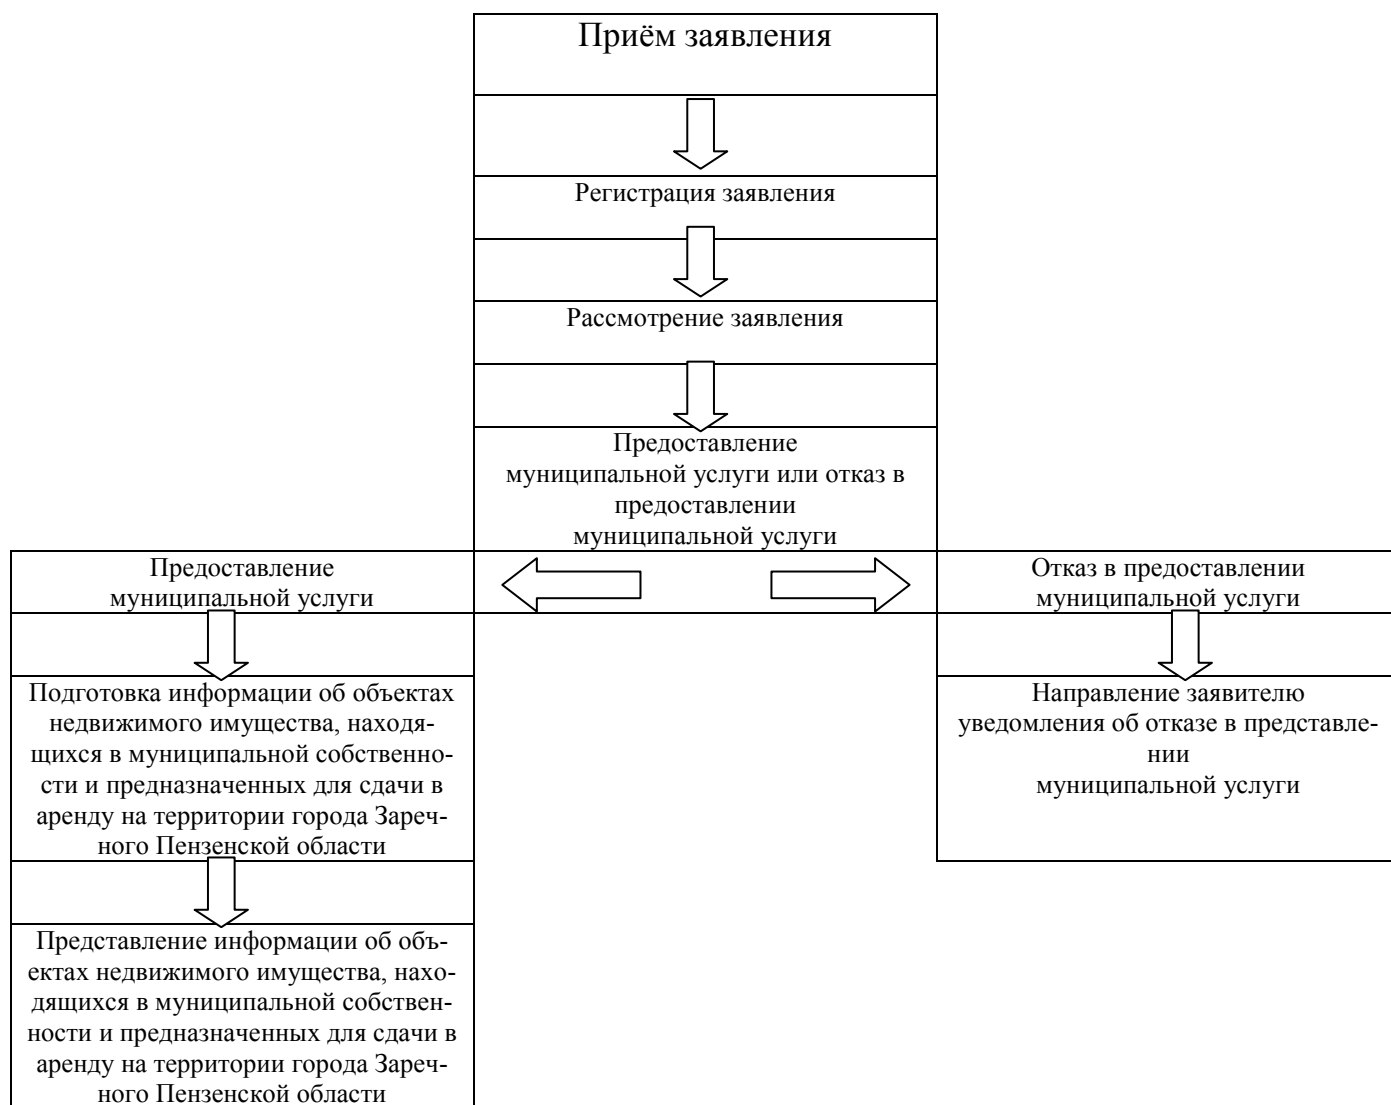 Приём заявления
Регистрация заявления
Рассмотрение заявления
Предоставление
муниципальной услуги или отказ в
предоставлении
муниципальной услуги
Предоставление
муниципальной услуги
Отказ в предоставлении
муниципальной услуги
Подготовка информации об объектах
недвижимого имущества, находя-
щихся в муниципальной собственно-
сти и предназначенных для сдачи в
аренду на территории города Зареч-
ного Пензенской области
Направление заявителю
уведомления об отказе в представле-
нии
муниципальной услуги
Представление информации об объ-
ектах недвижимого имущества, нахо-
дящихся в муниципальной собствен-
ности и предназначенных для сдачи в
аренду на территории города Зареч-
ного Пензенской области